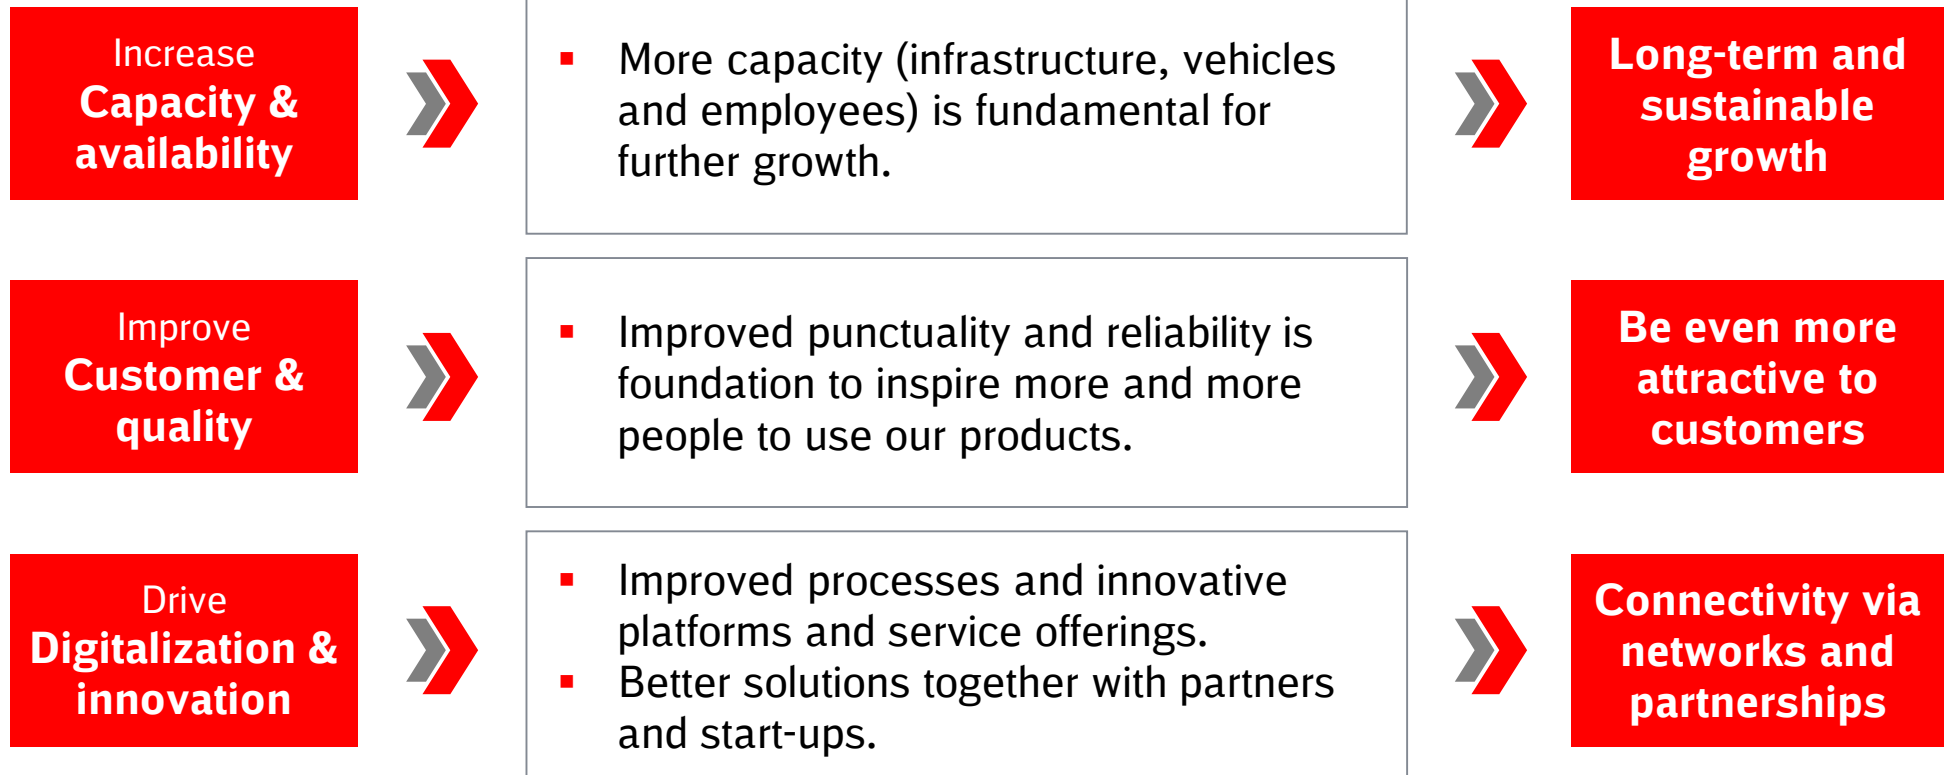 Increase
Capacity &
availability
▪ More capacity (infrastructure, vehicles
and employees) is fundamental for
further growth.
Long-term and
sustainable
growth
Improve
Customer &
quality
▪ Improved punctuality and reliability is
foundation to inspire more and more
people to use our products.
Be even more
attractive to
customers
Drive
Digitalization &
innovation
▪ Improved processes and innovative
platforms and service offerings.
▪ Better solutions together with partners
and start-ups.
Connectivity via
networks and
partnerships